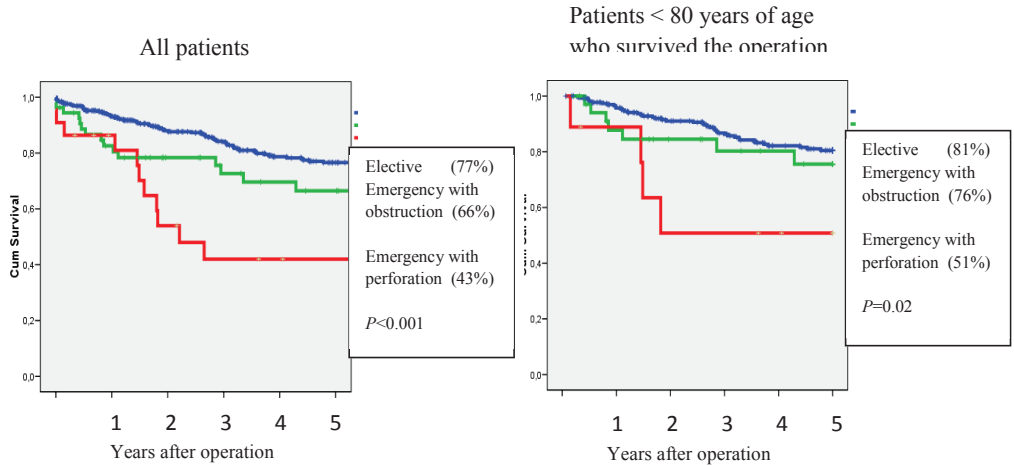 All patients
Cum Survival
1,0
0,8
0,6
0,4
0,2
0,0
1 2 3 4 5
Years after operation
Elective (77%)
Emergency with
obstruction (66%)
Emergency with
perforation (43%)
P<0.001
Patients < 80 years of age
who survived the operation
Cum Survival
1,0
0,8
0,6
0,4
0,2
0,0
1 2 3 4 5
Years after operation
Elective (81%)
Emergency with
obstruction (76%)
Emergency with
perforation (51%)
P=0.02